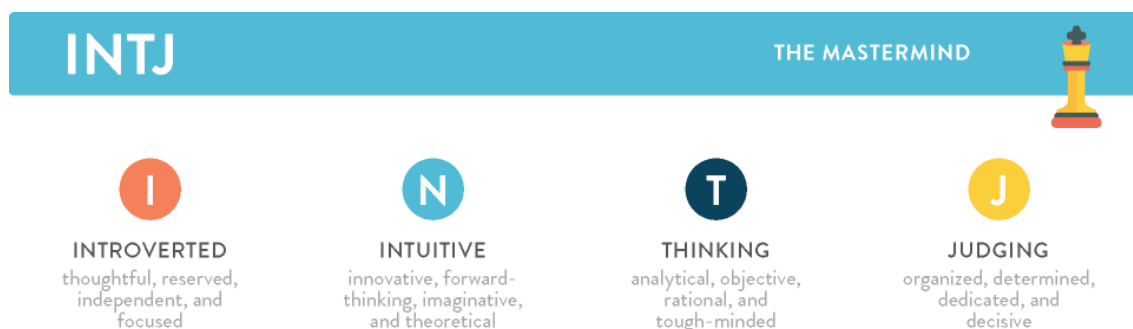 INTJ
THE MASTERMIND
I
INTROVERTED
thoughtful, reserved,
independent, and
focused
N
INTUITIVE
innovative, forward-
thinking, imaginative,
and theoretical
T
THINKING
analytical, objective,
rational, and
tough-minded
J
JUDGING
organized, determined,
dedicated, and
decisive